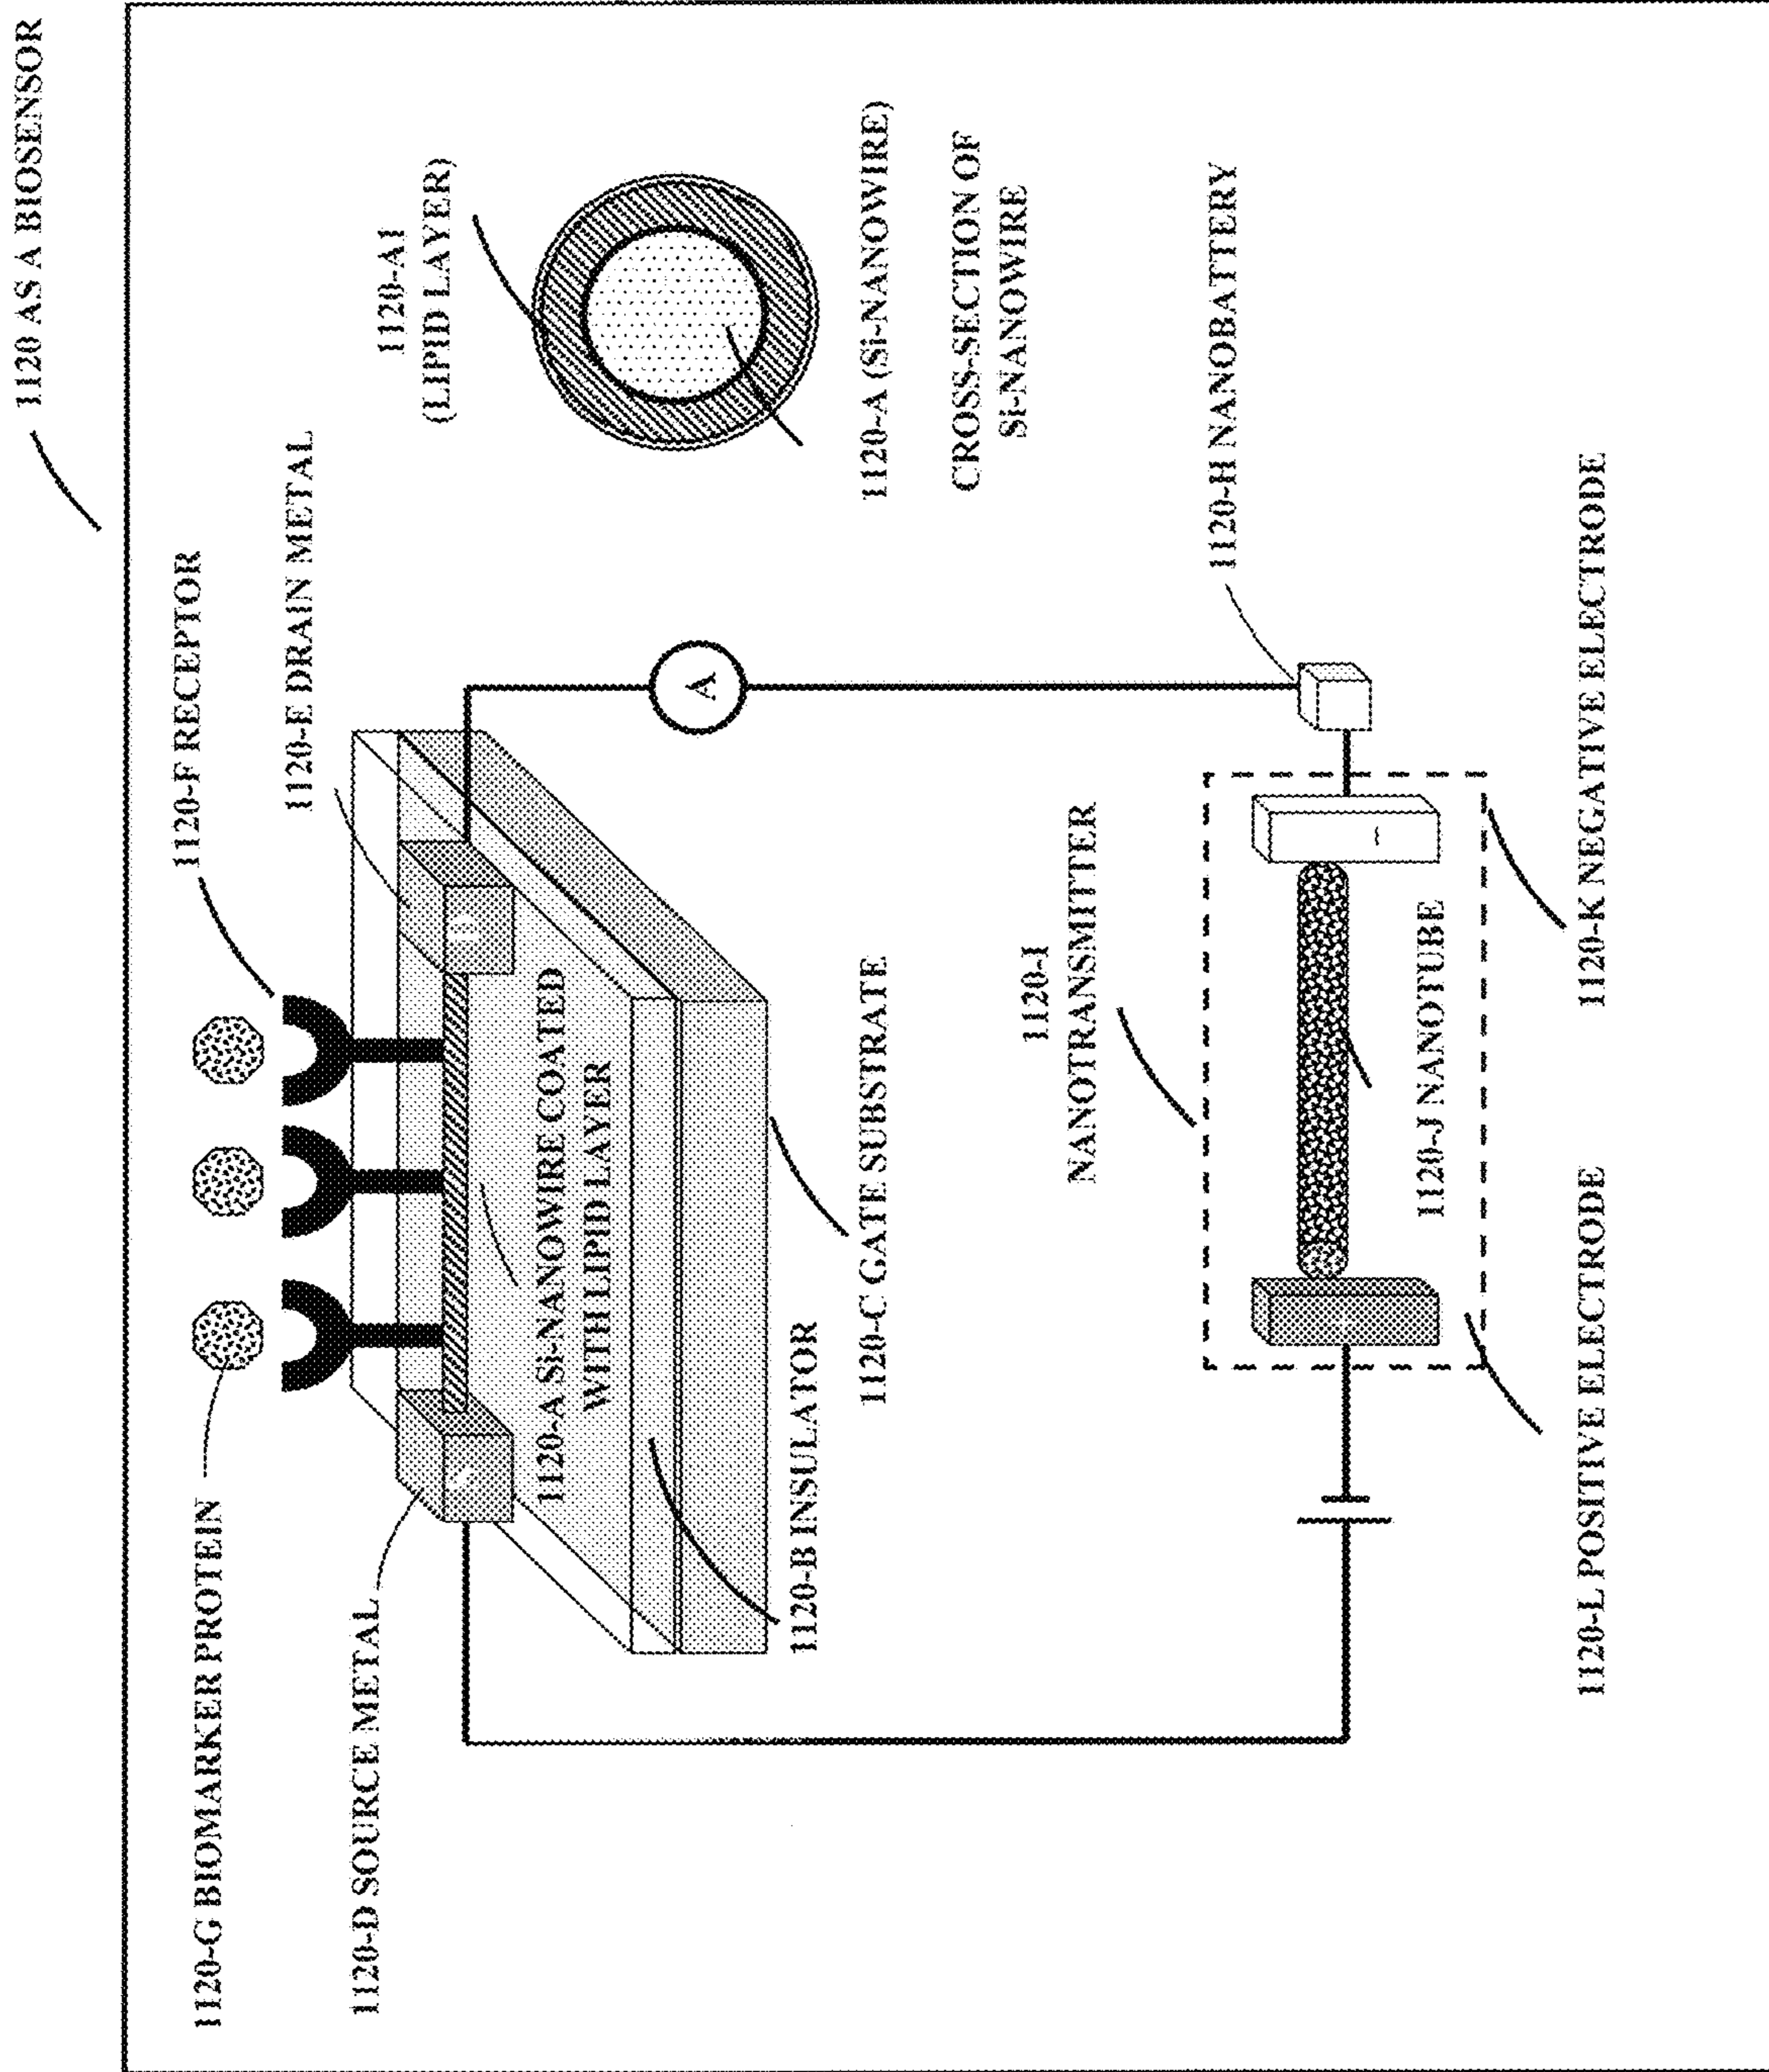 1120 AS A BIOSENSOR
1120-G BIOMARKER PROTEIN
1120-F RECEPTOR
1120-D SOURCE METAL
1120-E DRAIN METAL
1120-A1
(LIPID LAYER)
S
D
1120-A Si-NANOWIRE COATED
WITH LIPID LAYER
A
1120-B INSULATOR
1120-C GATE SUBSTRATE
1120-A (Si-NANOWIRE)
CROSS-SECTION OF
Si-NANOWIRE
1120-I
NANOTRANSMITTER
1120-H NANOBATTERY
-
1120-J NANOTUBE
1120-L POSITIVE ELECTRODE
1120-K NEGATIVE ELECTRODE